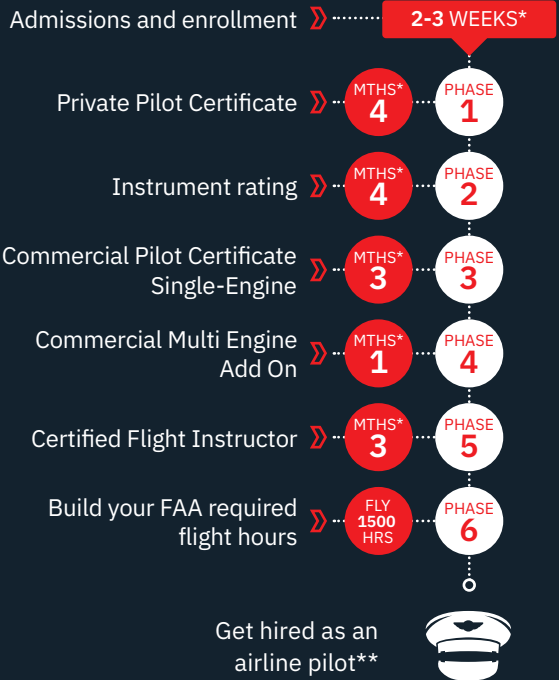 Admissions and enrollment
2-3 WEEKS*
Private Pilot Certificate
MTHS*
4
PHASE
1
Instrument rating
MTHS*
4
PHASE
2
Commercial Pilot Certificate
Single-Engine
MTHS*
3
PHASE
3
Commercial Multi Engine
Add On
MTHS*
1
PHASE
4
Certified Flight Instructor
MTHS*
3
PHASE
5
Build your FAA required
flight hours
FLY
1500
HRS
PHASE
6
Get hired as an
airline pilot**